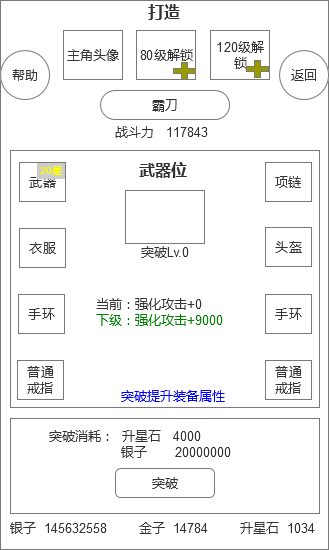 打造
主角头像
80级解锁
120级解
锁
帮助
返回
霸刀
战斗力 117843
武器位
20星
武器
项链
衣服
头盔
突破Lv.0
当前：强化攻击+0
下级：强化攻击+9000
手环
手环
普通
戒指
普通
戒指
突破提升装备属性
突破消耗： 升星石 4000
银子 20000000
突破
银子 145632558 金子 14784 升星石 1034